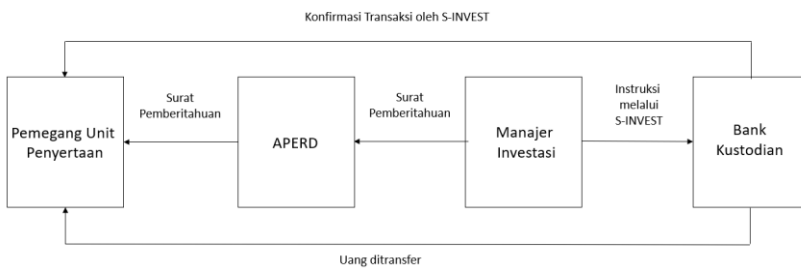 Konfirmasi Transaksi oleh S-INVEST
Surat
Pemberitahuan
Surat
Pemberitahuan
Instruksi
melalui
S-INVEST
Pemegang Unit
Penyertaan
APERD
Manajer
Investasi
Bank
Kustodian
Uang ditransfer